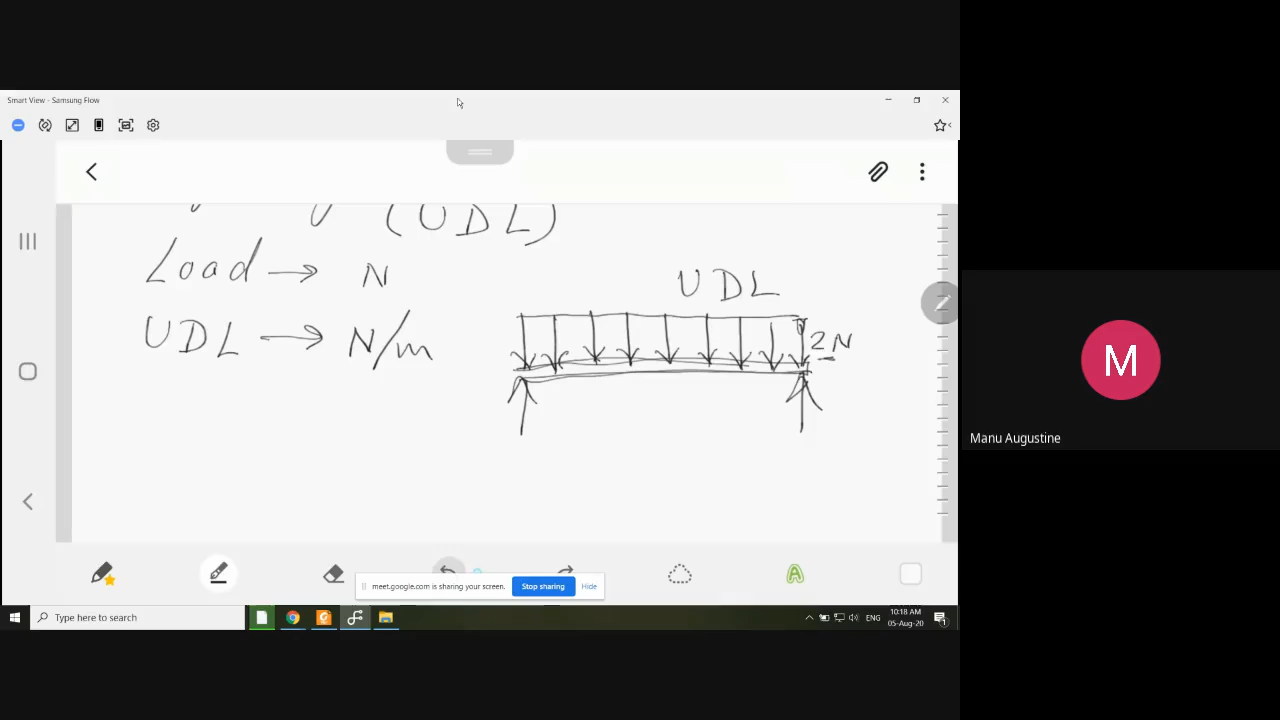 Smart View - Samsung Flow
(UDL)
Load → N
UDL → N/m
UDL
2N
A
meet.google.com is sharing your screen.
Stop sharing
Hide
Type here to search
ENG
10:18 AM
05-Aug-20
1
M
Manu Augustine